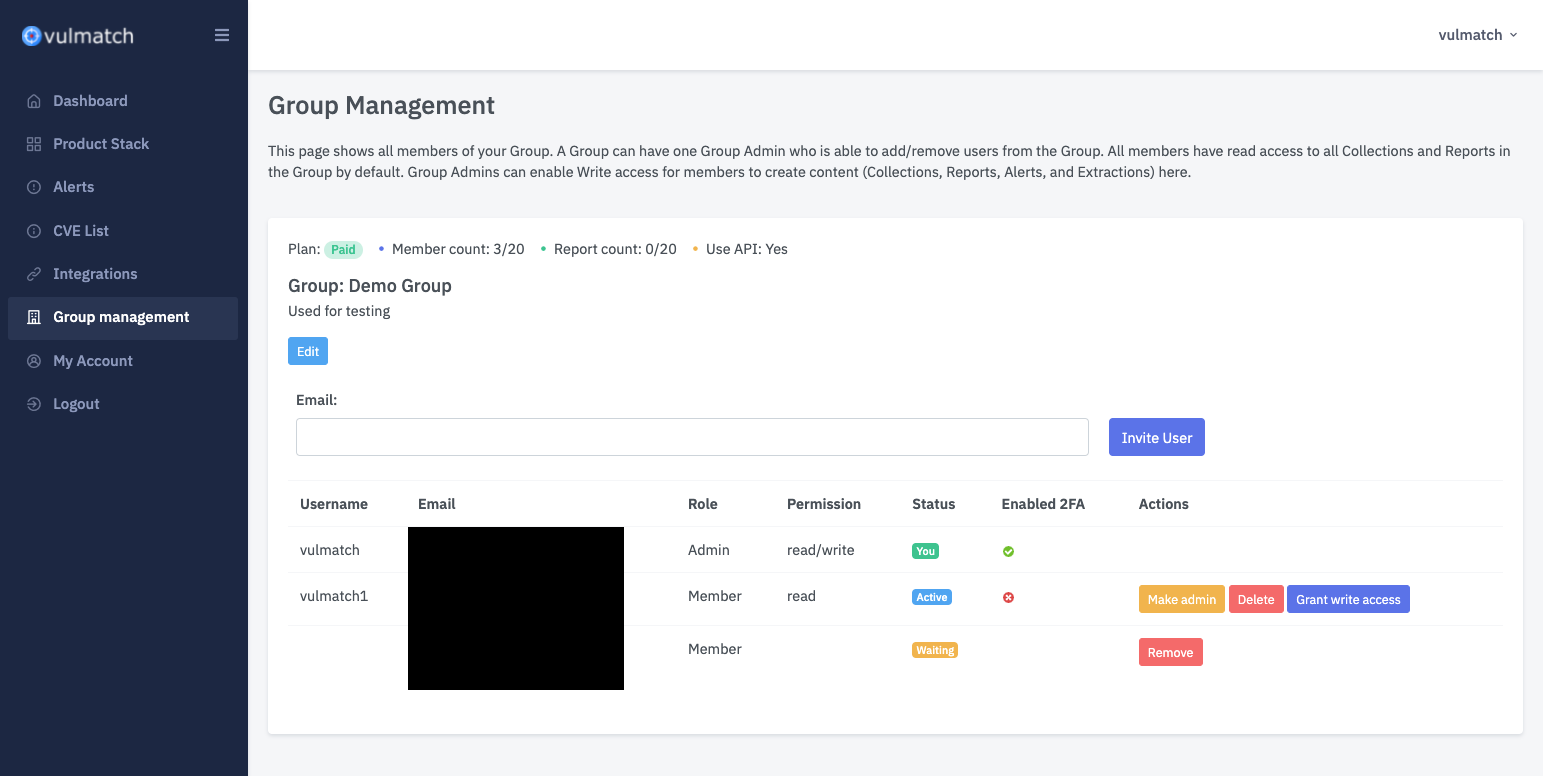 vulmatch
vulmatch
Dashboard
Product Stack
Alerts
CVE List
Integrations
Group management
My Account
Logout
Group Management
This page shows all members of your Group. A Group can have one Group Admin who is able to add/remove users from the Group. All members have read access to all Collections and Reports in
the Group by default. Group Admins can enable Write access for members to create content (Collections, Reports, Alerts, and Extractions) here.
Plan: Paid • Member count: 3/20 • Report count: 0/20 • Use API: Yes
Group: Demo Group
Used for testing
Edit
Email:
Invite User
Username Email Role Permission Status Enabled 2FA Actions
vulmatch Admin read/write You
vulmatch1 Member read Active Make admin Delete Grant write access
Member Waiting Remove